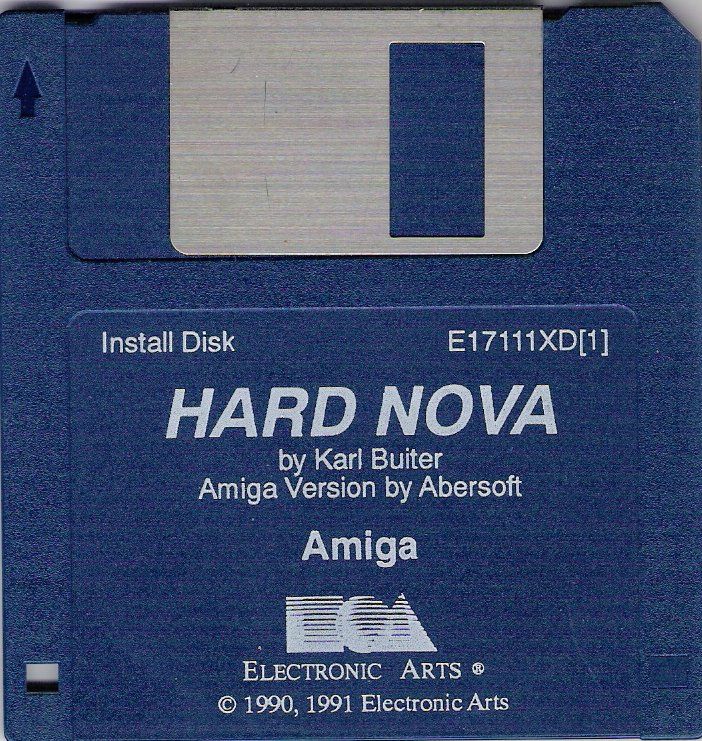 Install Disk E17111XD[1]
HARD NOVA
by Karl Buiter
Amiga Version by Abersoft
Amiga
ECA
ELECTRONIC ARTS ®
© 1990, 1991 Electronic Arts